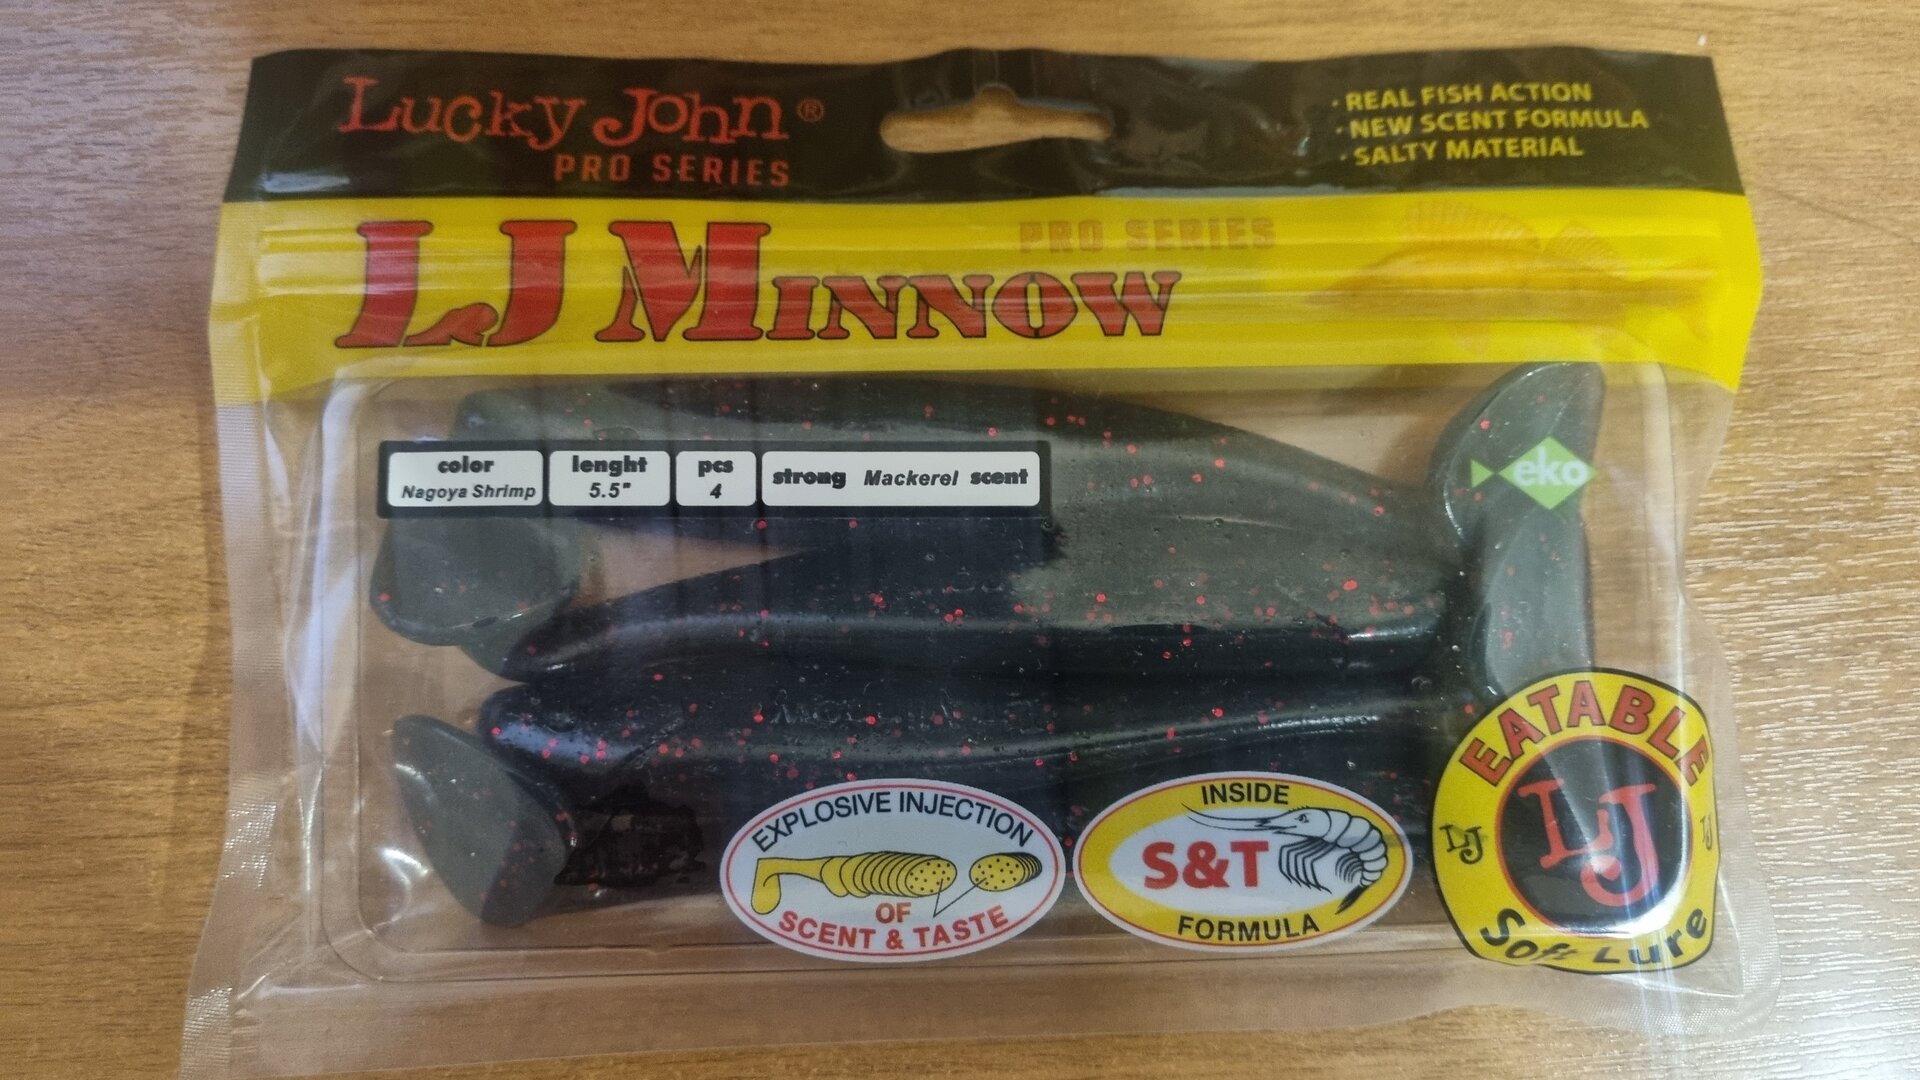 Lucky John®
PRO SERIES
· REAL FISH ACTION
· NEW SCENT FORMULA
· SALTY MATERIAL
PRO SERIES
LJ MINNOW
color
Nagoya Shrimp
lenght
5.5"
pcs
4
strong Mackerel scent
eko
EXPLOSIVE INJECTION
OF
SCENT & TASTE
INSIDE
S&T
FORMULA
EATABLE
LJ
LJ
LJ
Soft Lure